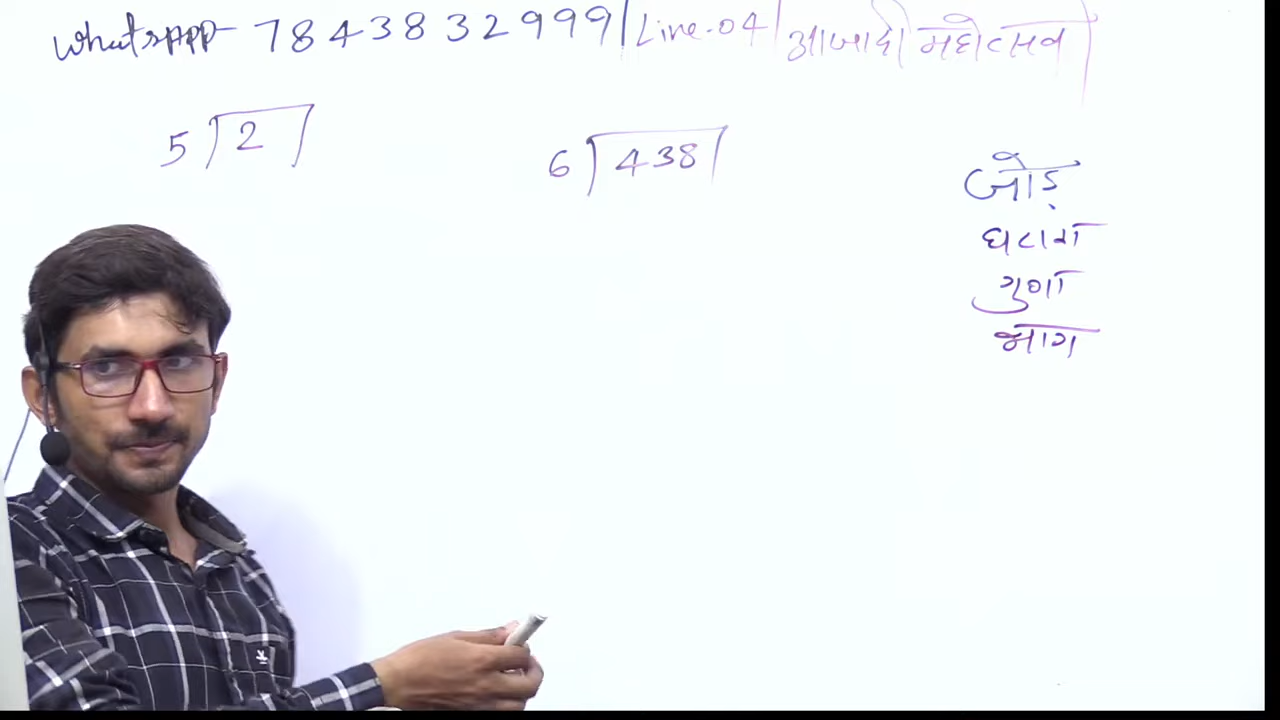 Whatsapp- 7843832999 | Line-04 | आजादी महोत्सव
5 ) 2 (
6 ) 438 (
जोड़
घटाना
गुणा
भाग